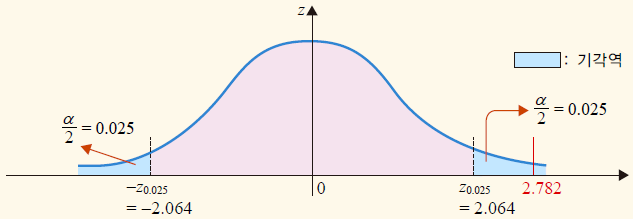 z
: 기각역
α/2 = 0.025
α/2 = 0.025
−z0.025
= −2.064
0
z0.025
= 2.064
2.782